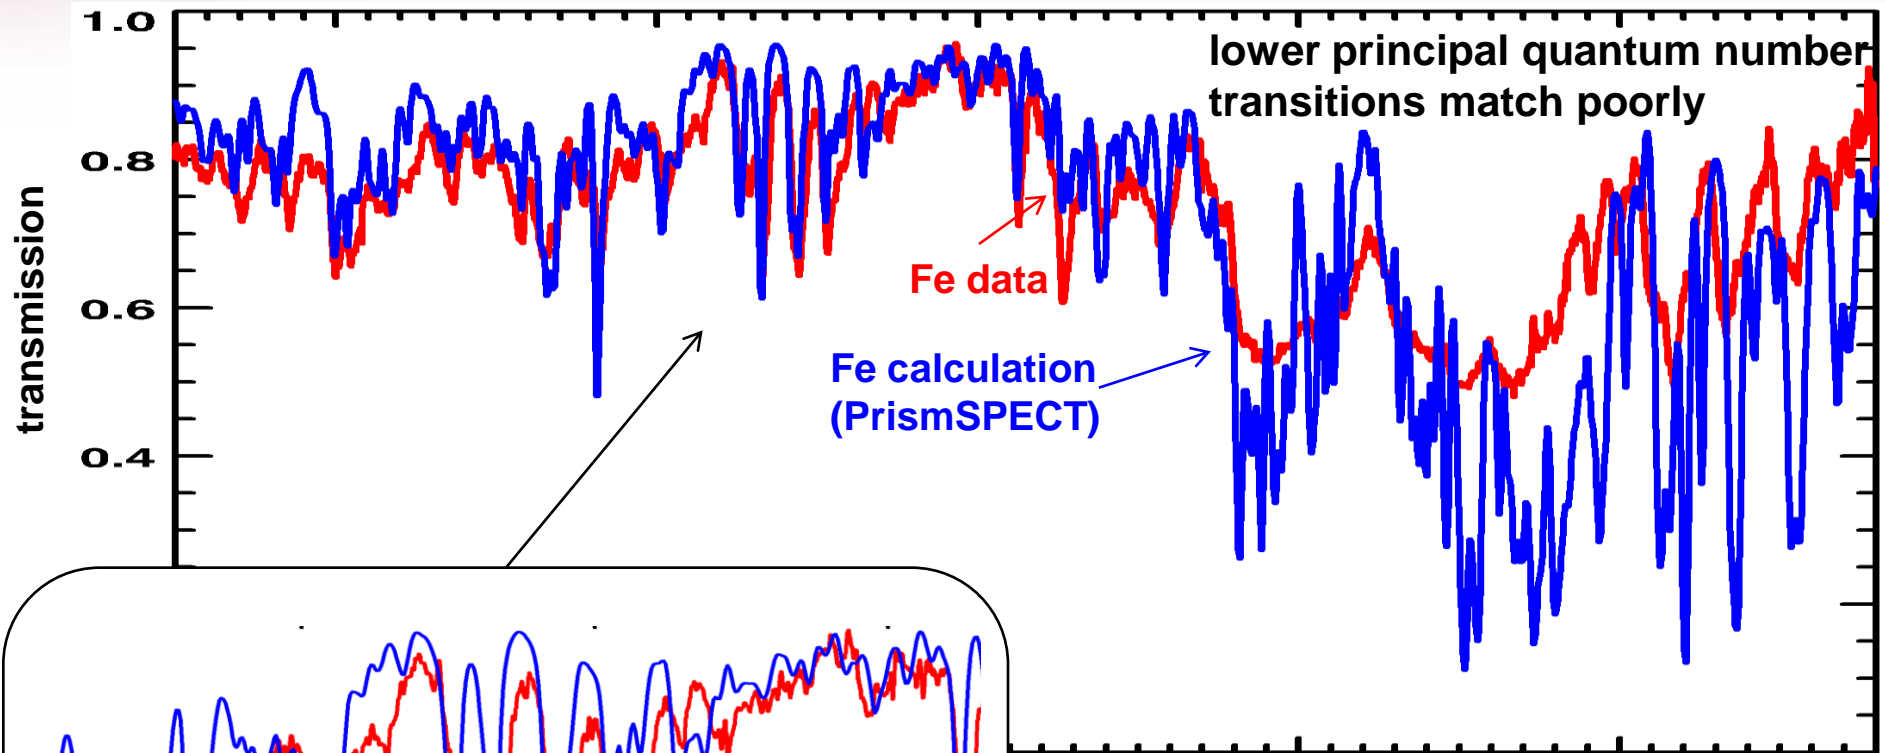 1.0
lower principal quantum number
transitions match poorly
0.8
transmission
Fe data
0.6
Fe calculation
(PrismSPECT)
0.4